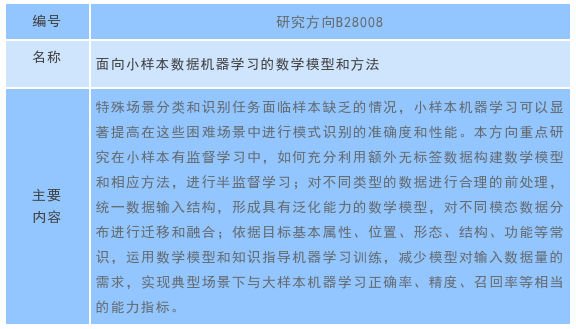 编号
研究方向B28008
名称
面向小样本数据机器学习的数学模型和方法
主要
内容
特殊场景分类和识别任务面临样本缺乏的情况，小样本机器学习可以显
著提高在这些困难场景中进行模式识别的准确度和性能。本方向重点研
究在小样本有监督学习中，如何充分利用额外无标签数据构建数学模型
和相应方法，进行半监督学习；对不同类型的数据进行合理的前处理，
统一数据输入结构，形成具有泛化能力的数学模型，对不同模态数据分
布进行迁移和融合；依据目标基本属性、位置、形态、结构、功能等常
识，运用数学模型和知识指导机器学习训练，减少模型对输入数据量的
需求，实现典型场景下与大样本机器学习正确率、精度、召回率等相当
的能力指标。